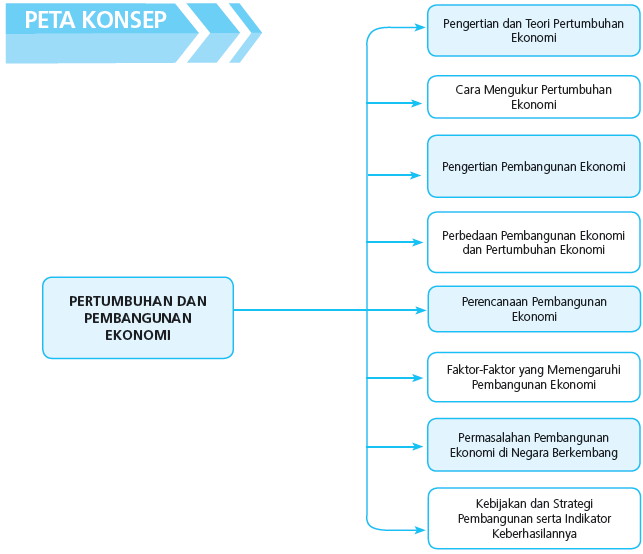 PETA KONSEP
Pengertian dan Teori Pertumbuhan
Ekonomi
Cara Mengukur Pertumbuhan
Ekonomi
Pengertian Pembangunan Ekonomi
Perbedaan Pembangunan Ekonomi
dan Pertumbuhan Ekonomi
PERTUMBUHAN DAN
PEMBANGUNAN
EKONOMI
Perencanaan Pembangunan
Ekonomi
Faktor-Faktor yang Memengaruhi
Pembangunan Ekonomi
Permasalahan Pembangunan
Ekonomi di Negara Berkembang
Kebijakan dan Strategi
Pembangunan serta Indikator
Keberhasilannya